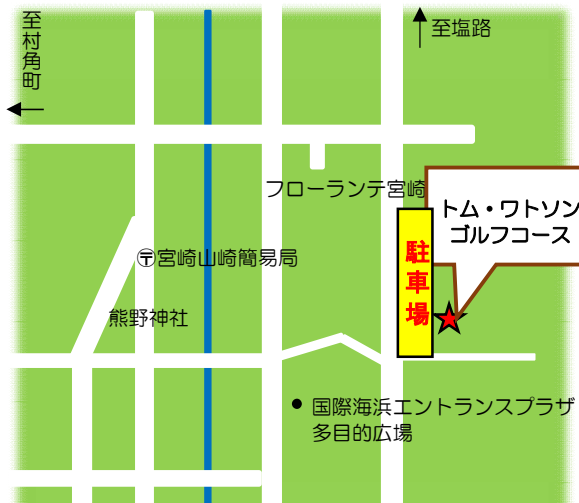 至村角町
至塩路
フローランテ宮崎
トム・ワトソン
ゴルフコース
〶宮崎山崎簡易局
駐車場
熊野神社
国際海浜エントランスプラザ
多目的広場